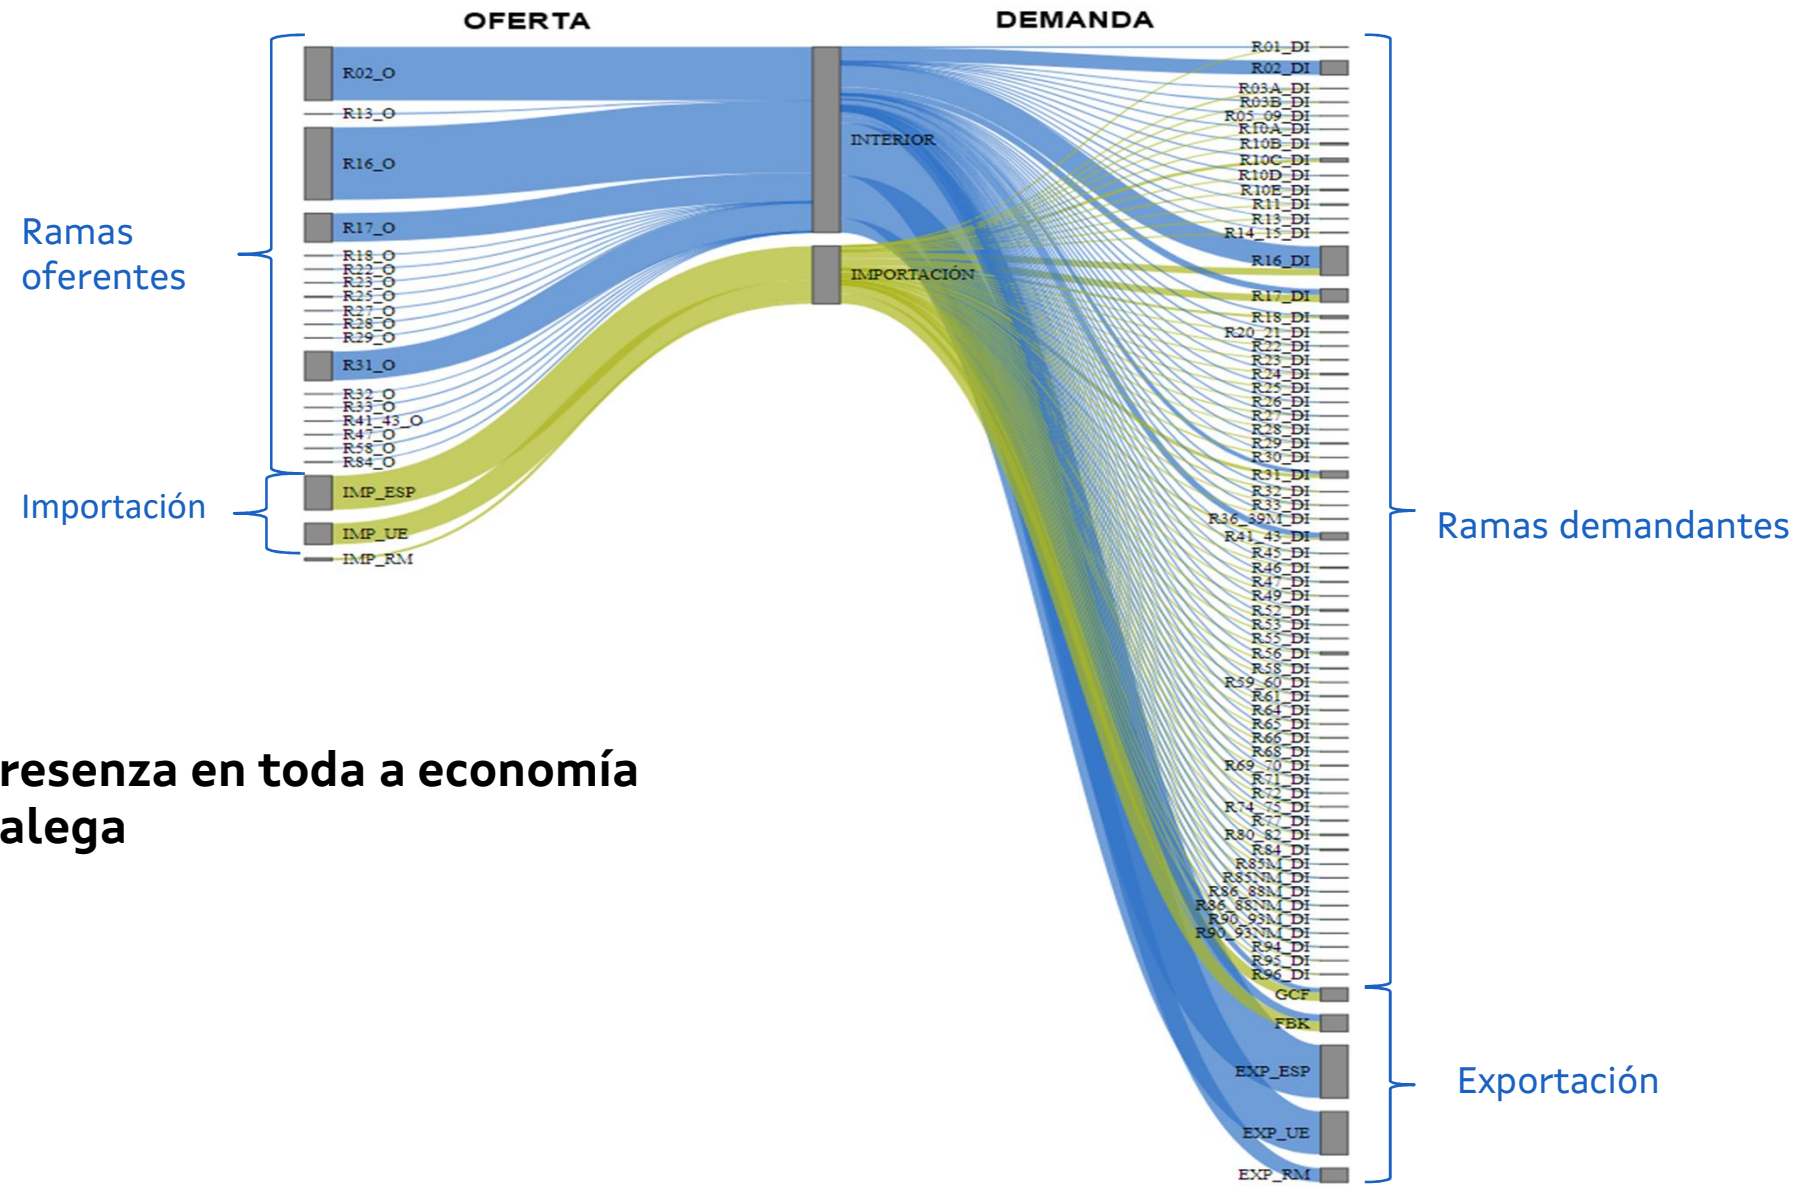 OFERTA
DEMANDA
R02_O
R13_O
R16_O
R17_O
R18_O
R22_O
R23_O
R25_O
R27_O
R28_O
R29_O
R31_O
R32_O
R33_O
R41_43_O
R47_O
R58_O
R84_O
IMP_ESP
IMP_UE
IMP_RM
Ramas
oferentes
Importación
INTERIOR
IMPORTACIÓN
R01_DI
R02_DI
R03A_DI
R03B_DI
R05_09_DI
R10A_DI
R10B_DI
R10C_DI
R10D_DI
R10E_DI
R11_DI
R13_DI
R14_15_DI
R16_DI
R17_DI
R18_DI
R20_21_DI
R22_DI
R23_DI
R24_DI
R25_DI
R26_DI
R27_DI
R28_DI
R29_DI
R30_DI
R31_DI
R32_DI
R33_DI
R36_39M_DI
R41_43_DI
R45_DI
R46_DI
R47_DI
R49_DI
R52_DI
R53_DI
R55_DI
R56_DI
R58_DI
R59_60_DI
R61_DI
R64_DI
R65_DI
R66_DI
R68_DI
R69_70_DI
R71_DI
R72_DI
R74_75_DI
R77_DI
R80_82_DI
R84_DI
R85M_DI
R85NM_DI
R86_88M_DI
R86_88NM_DI
R90_93M_DI
R90_93NM_DI
R94_DI
R95_DI
R96_DI
GCF
FBK
EXP_ESP
EXP_UE
EXP_RM
Ramas demandantes
Exportación
resenza en toda a economía
alega